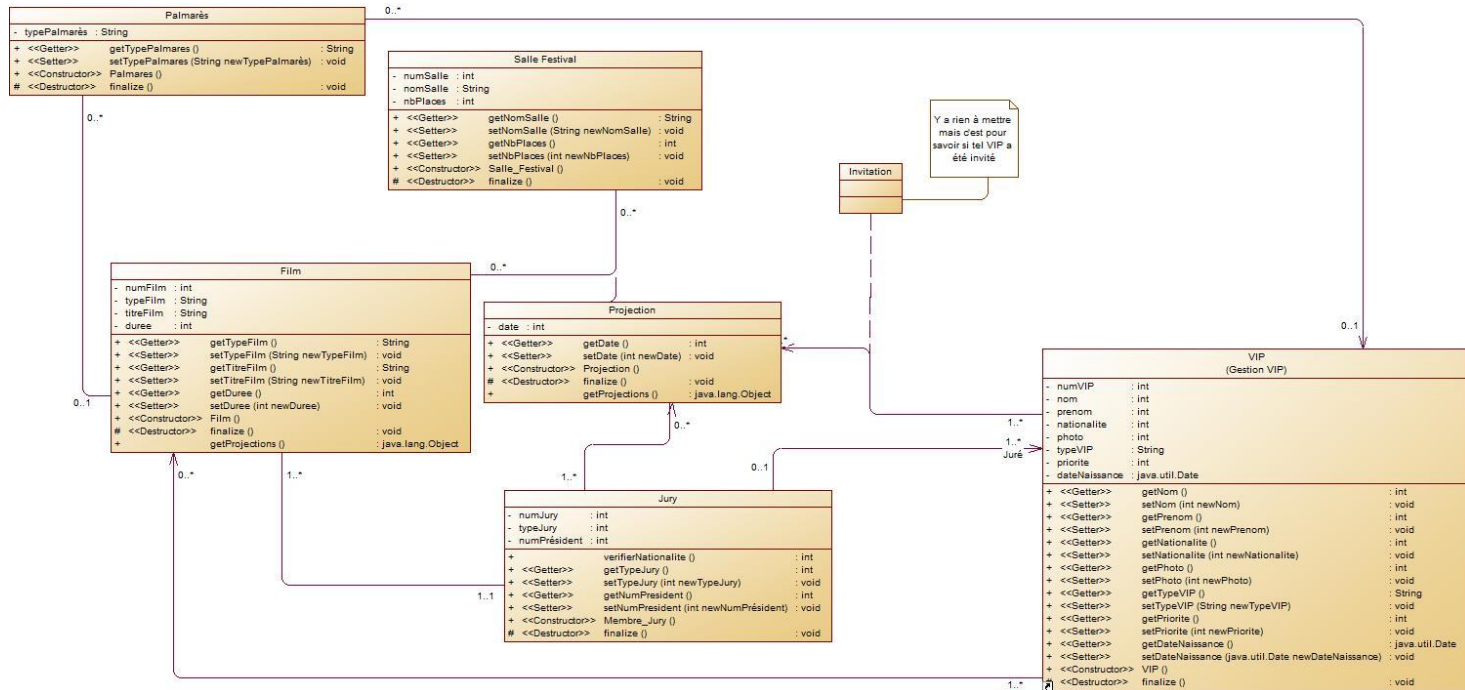 Palmarès
- typePalmarès : String
+ <<Getter>> getTypePalmares () : String
+ <<Setter>> setTypePalmares (String newTypePalmarès) : void
+ <<Constructor>> Palmares ()
# <<Destructor>> finalize () : void
0..*
0..*
Salle Festival
- numSalle : int
- nomSalle : String
- nbPlaces : int
+ <<Getter>> getNomSalle () : String
+ <<Setter>> setNomSalle (String newNomSalle) : void
+ <<Getter>> getNbPlaces () : int
+ <<Setter>> setNbPlaces (int newNbPlaces) : void
+ <<Constructor>> Salle_Festival ()
# <<Destructor>> finalize () : void
0..*
Y a rien à mettre
mais c'est pour
savoir si tel VIP a
été invité
Invitation
Film
- numFilm : int
- typeFilm : String
- titreFilm : String
- duree : int
+ <<Getter>> getTypeFilm () : String
+ <<Setter>> setTypeFilm (String newTypeFilm) : void
+ <<Getter>> getTitreFilm () : String
+ <<Setter>> setTitreFilm (String newTitreFilm) : void
+ <<Getter>> getDuree () : int
+ <<Setter>> setDuree (int newDuree) : void
+ <<Constructor>> Film ()
# <<Destructor>> finalize () : void
+ getProjections () : java.lang.Object
0..*
0..1
0..*
1..*
Projection
- date : int
+ <<Getter>> getDate () : int
+ <<Setter>> setDate (int newDate) : void
+ <<Constructor>> Projection ()
# <<Destructor>> finalize () : void
+ getProjections () : java.lang.Object
0..*
1..*
0..1
1..1
Jury
- numJury : int
- typeJury : int
- numPrésident : int
+ verifierNationalite () : int
+ <<Getter>> getTypeJury () : int
+ <<Setter>> setTypeJury (int newTypeJury) : void
+ <<Getter>> getNumPresident () : int
+ <<Setter>> setNumPresident (int newNumPrésident) : void
+ <<Constructor>> Membre_Jury ()
# <<Destructor>> finalize () : void
0..1
1..*
1..*
Juré
1..*
VIP
(Gestion VIP)
- numVIP : int
- nom : int
- prenom : int
- nationalite : int
- photo : int
- typeVIP : String
- priorite : int
- dateNaissance : java.util.Date
+ <<Getter>> getNom () : int
+ <<Setter>> setNom (int newNom) : void
+ <<Getter>> getPrenom () : int
+ <<Setter>> setPrenom (int newPrenom) : void
+ <<Getter>> getNationalite () : int
+ <<Setter>> setNationalite (int newNationalite) : void
+ <<Getter>> getPhoto () : int
+ <<Setter>> setPhoto (int newPhoto) : void
+ <<Getter>> getTypeVIP () : String
+ <<Setter>> setTypeVIP (String newTypeVIP) : void
+ <<Getter>> getPriorite () : int
+ <<Setter>> setPriorite (int newPriorite) : void
+ <<Getter>> getDateNaissance () : java.util.Date
+ <<Setter>> setDateNaissance (java.util.Date newDateNaissance) : void
+ <<Constructor>> VIP ()
<<Destructor>> finalize () : void